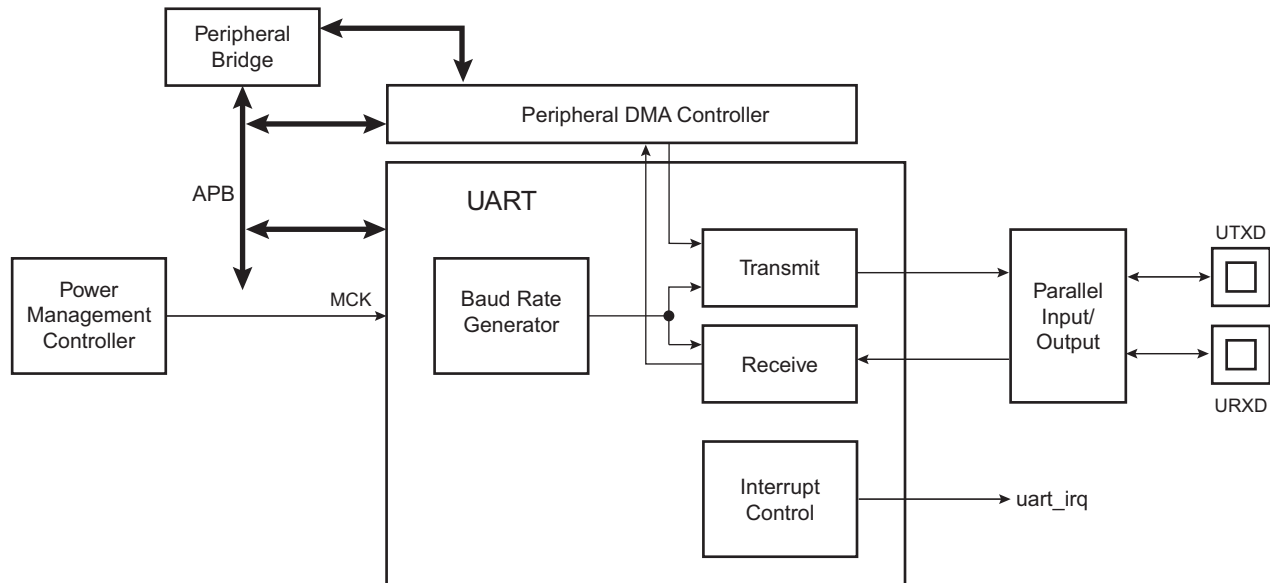 Peripheral
Bridge
Peripheral DMA Controller
APB
UART
UTXD
Transmit
Power
Management
Controller
MCK
Baud Rate
Generator
Parallel
Input/
Output
Receive
URXD
Interrupt
Control
uart_irq